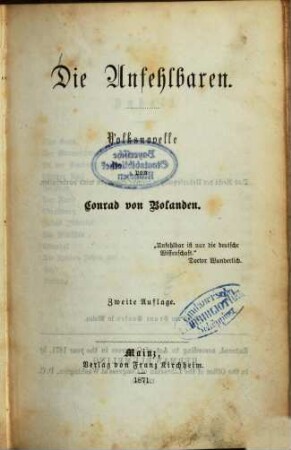 Die Unfehlbaren.
Volksnovelle
von
Conrad von Bolanden.
„Unfehlbar ist nur die deutsche
Wissenschaft.“
Doctor Wunderlich.
Zweite Auflage.
Mainz,
Verlag von Franz Kirchheim.
1871.